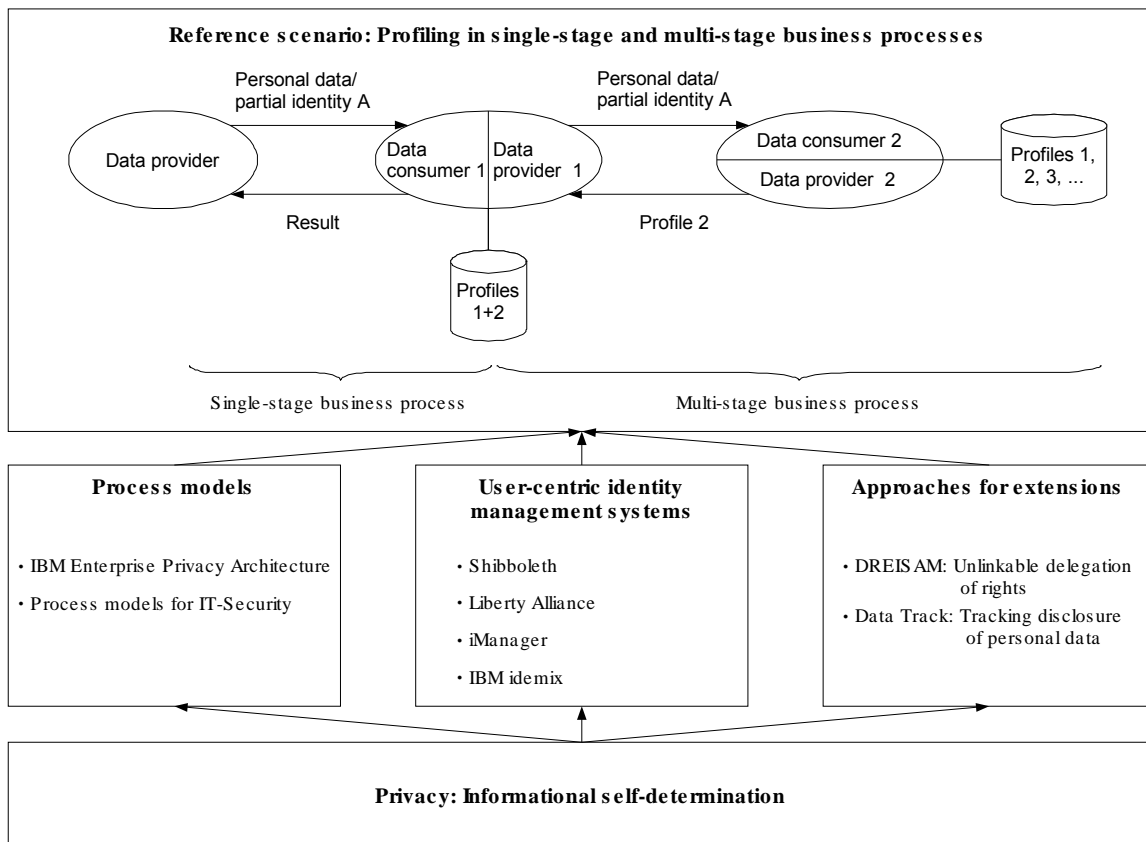 Reference scenario: Profiling in single-stage and multi-stage business processes
Personal data/
partial identity A
Personal data/
partial identity A
Data provider
Data
consumer 1
Data
provider 1
Data consumer 2
Data provider 2
Profiles 1,
2, 3, ...
Result
Profile 2
Profiles
1+2
Single-stage business process
Multi-stage business process
Process models
• IBM Enterprise Privacy Architecture
• Process models for IT-Security
User-centric identity
management systems
• Shibboleth
• Liberty Alliance
• iManager
• IBM idemix
Approaches for extensions
• DREISAM: Unlinkable delegation
of rights
• Data Track: Tracking disclosure
of personal data
Privacy: Informational self-determination